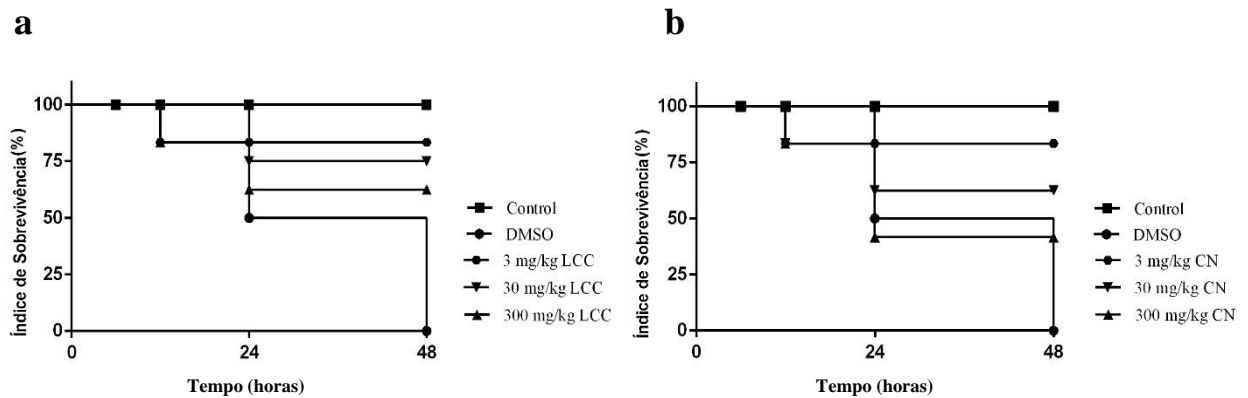 a
100
75
50
25
0
Índice de Sobrevivência(%)
0
24
48
Tempo (horas)
Control
DMSO
3 mg/kg LCC
30 mg/kg LCC
300 mg/kg LCC
b
100
75
50
25
0
Índice de Sobrevivência(%)
0
24
48
Tempo (horas)
Control
DMSO
3 mg/kg CN
30 mg/kg CN
300 mg/kg CN